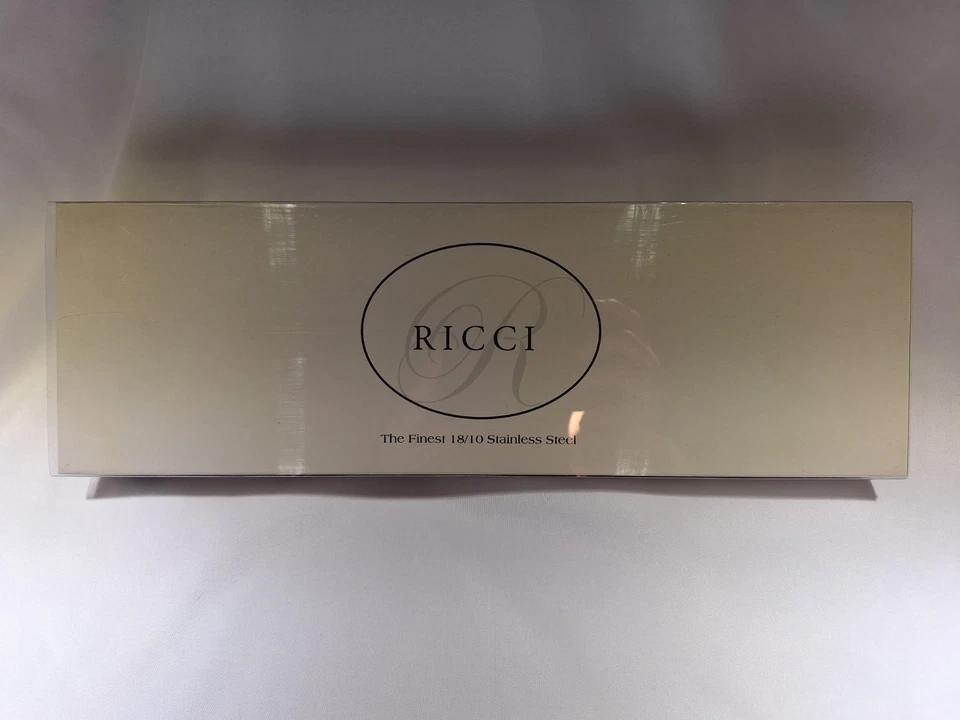 R
RICCI
The Finest 18/10 Stainless Steel